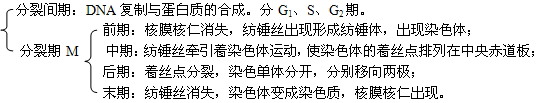 分裂间期：DNA 复制与蛋白质的合成。分 G₁、S、G₂期。
分裂期 M
前期：核膜核仁消失，纺锤丝出现形成纺锤体，出现染色体；
中期：纺锤丝牵引着染色体运动，使染色体的着丝点排列在中央赤道板；
后期：着丝点分裂，染色单体分开，分别移向两极；
末期：纺锤丝消失，染色体变成染色质，核膜核仁出现。